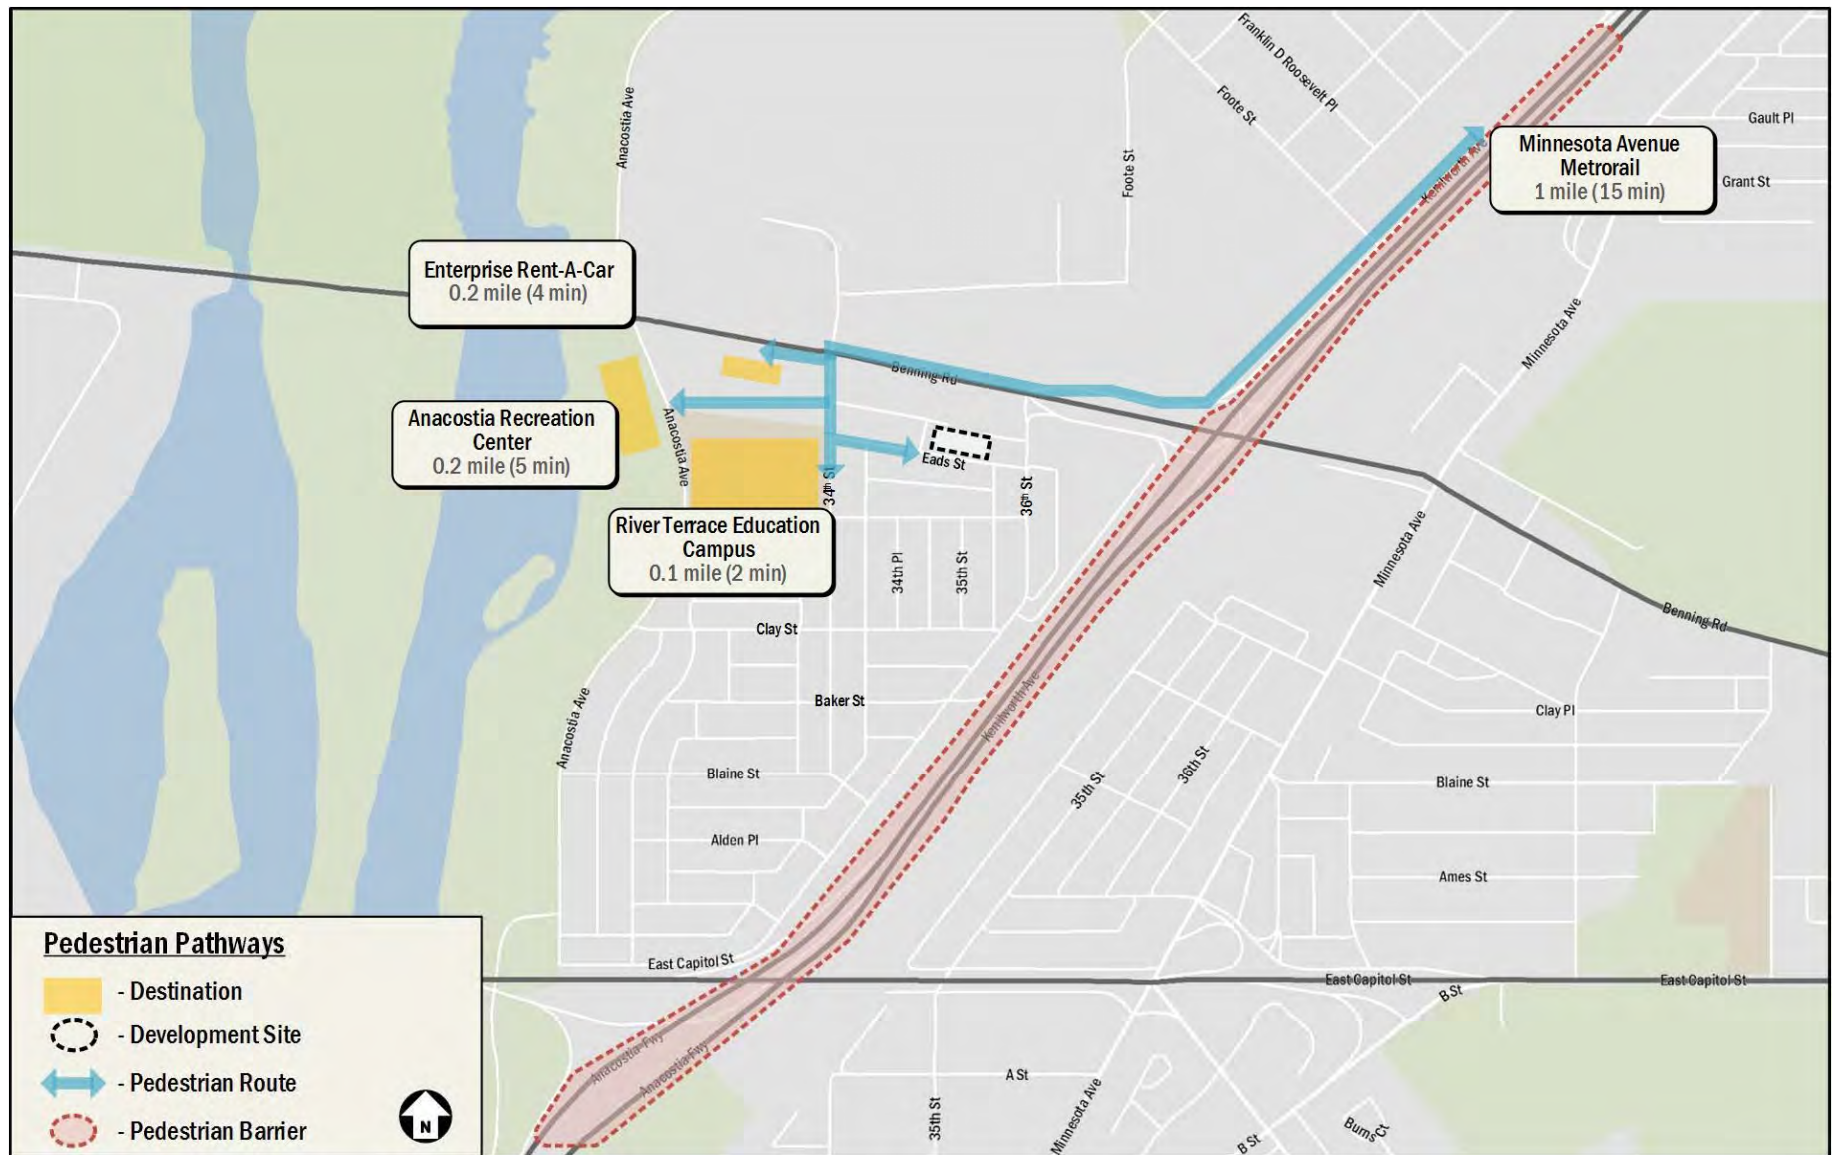 Franklin D Roosevelt Pl
Foote St
Anacostia Ave
Foote St
Gault Pl
Minnesota Avenue
Metrorail
1 mile (15 min)
Kenilworth Ave
Grant St
Enterprise Rent-A-Car
0.2 mile (4 min)
Minnesota Ave
Benning Rd
Anacostia Recreation
Center
0.2 mile (5 min)
Anacostia Ave
Eads St
34th St
36th St
River Terrace Education
Campus
0.1 mile (2 min)
34th Pl
35th St
Minnesota Ave
Benning Rd
Clay St
Baker St
Anacostia Ave
Kenilworth Ave
Clay Pl
Blaine St
35th St
36th St
Blaine St
Alden Pl
Ames St
East Capitol St
East Capitol St
East Capitol St
B St
Anacostia Fwy
Anacostia Fwy
A St
35th St
Minnesota Ave
B St
Burns Ct
Pedestrian Pathways
- Destination
- Development Site
- Pedestrian Route
- Pedestrian Barrier
N